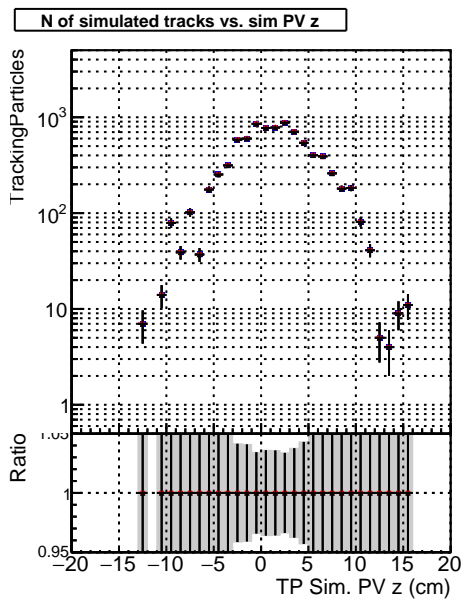 N of simulated tracks vs. sim PV z
TrackingParticles
10³
10²
10
1
Ratio
1.05
1
0.95
−20 −15 −10 −5 0 5 10 15 20
TP Sim. PV z (cm)